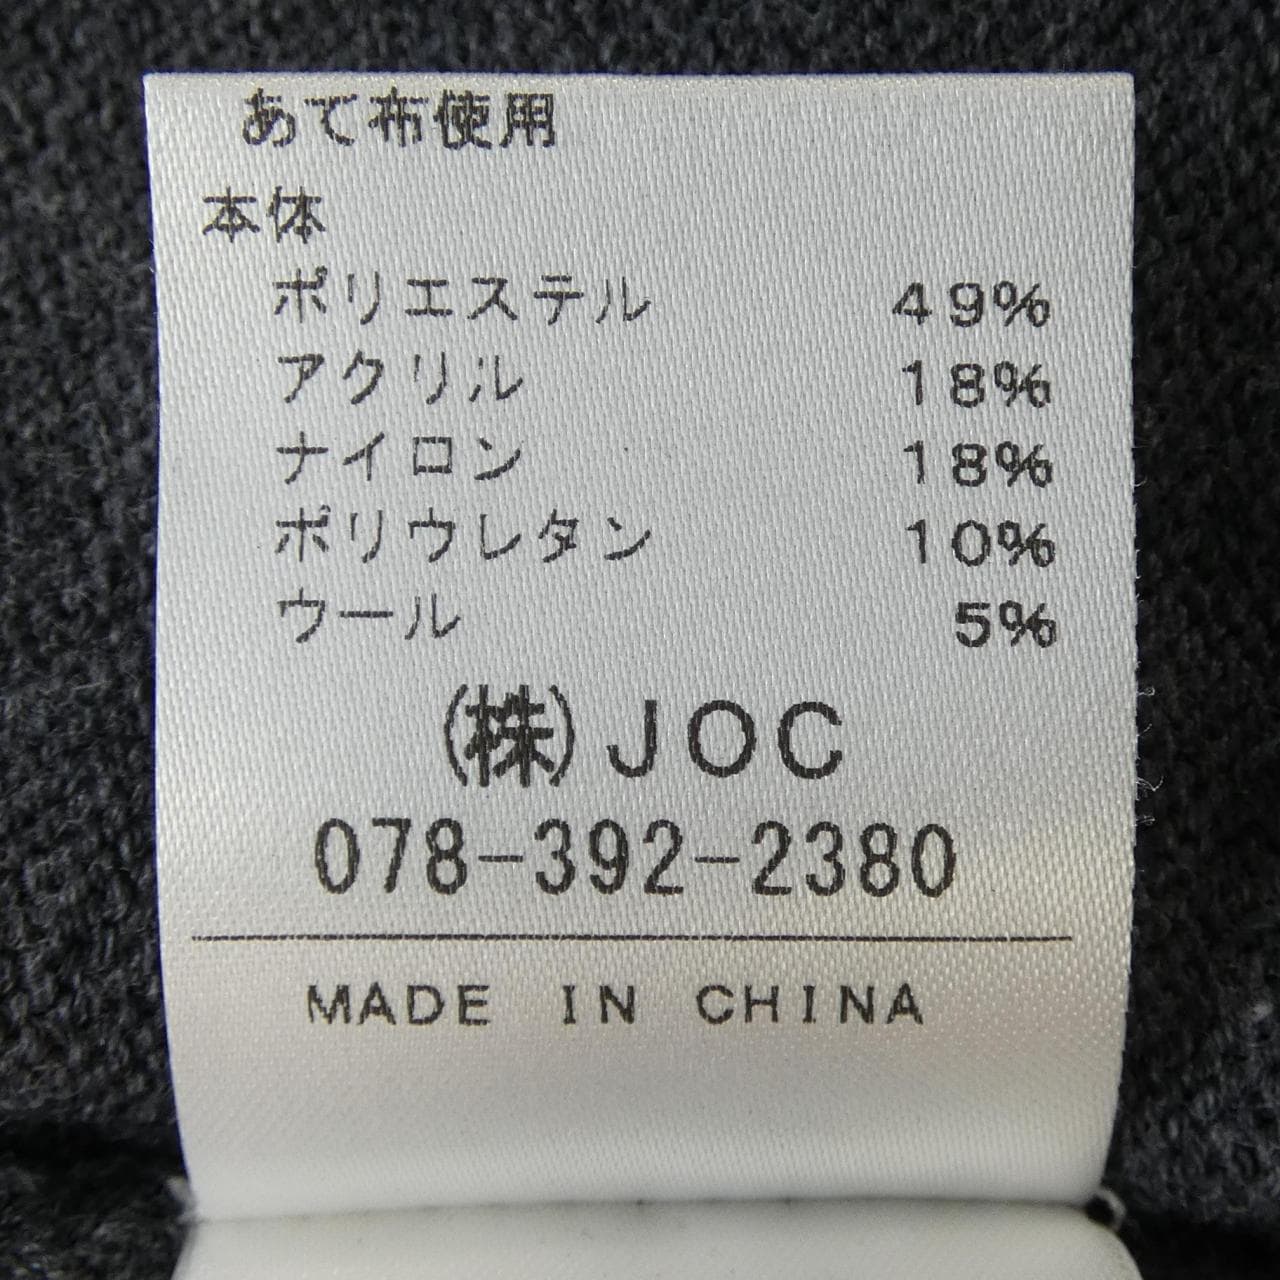 あて布使用
本体
ポリエステル 49%
アクリル 18%
ナイロン 18%
ポリウレタン 10%
ウール 5%
(株)JOC
078-392-2380
MADE IN CHINA